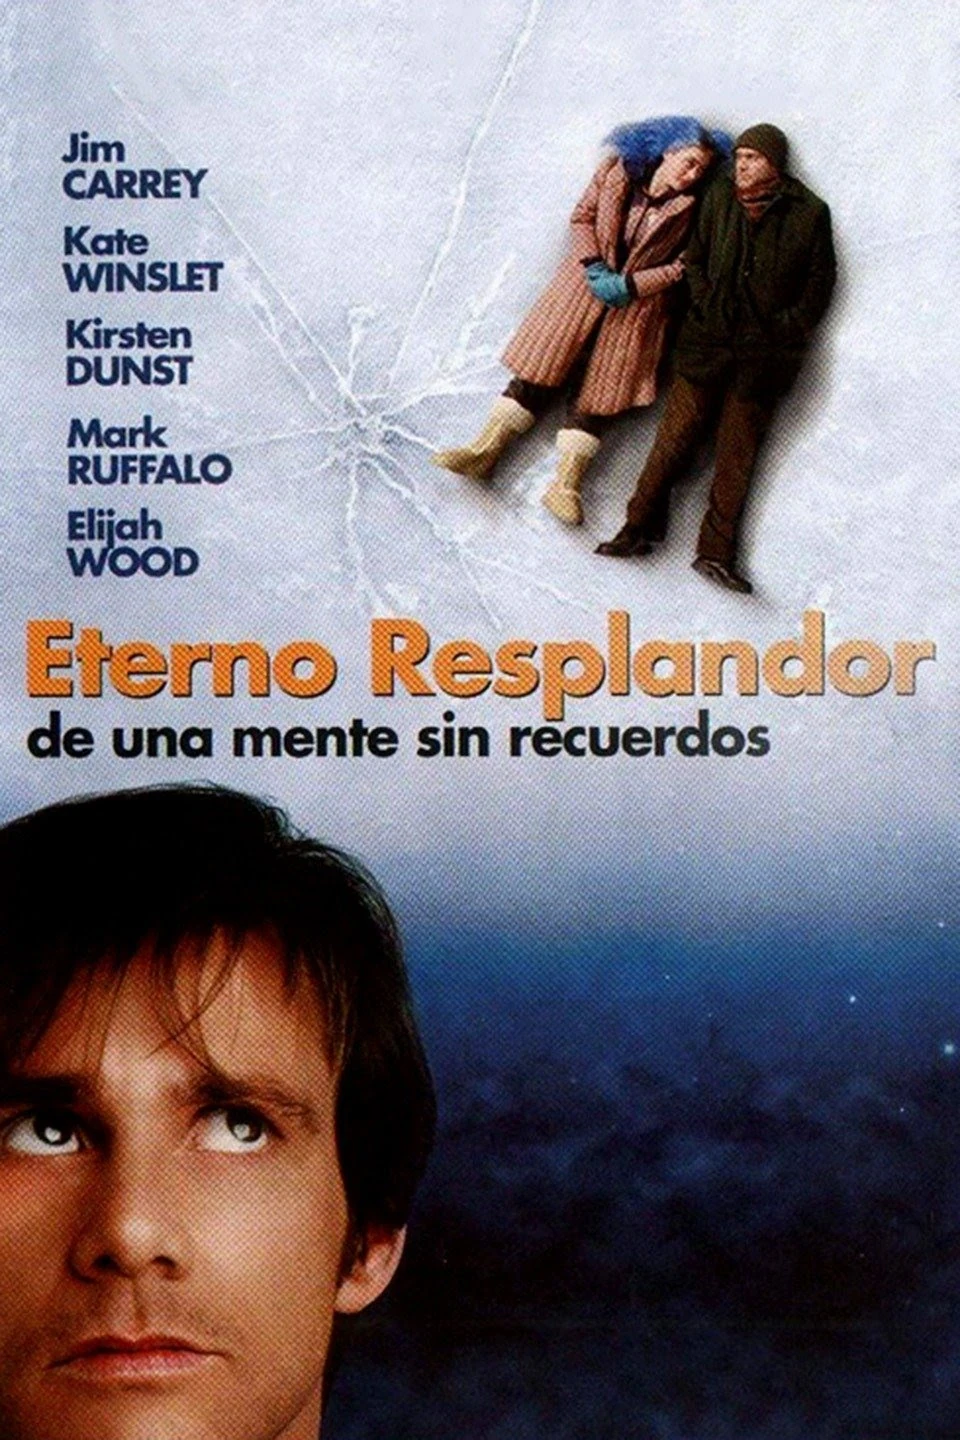 Jim
CARREY
Kate
WINSLET
Kirsten
DUNST
Mark
RUFFALO
Elijah
WOOD
Eterno Resplandor
de una mente sin recuerdos